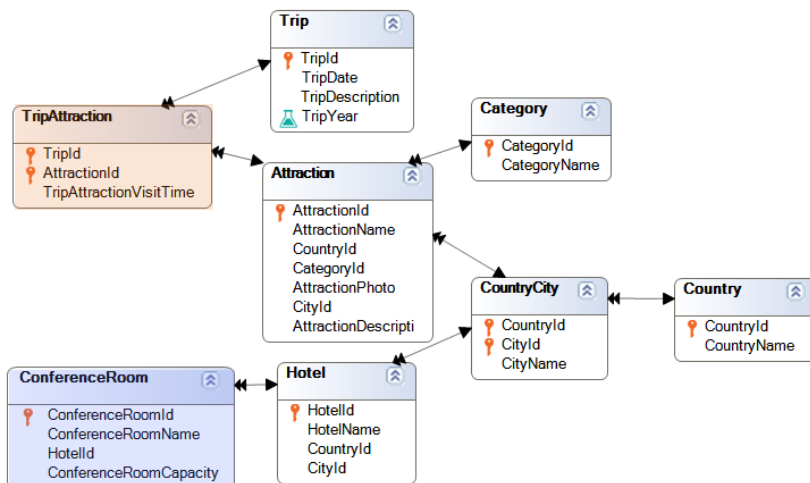 Trip
TripId
TripDate
TripDescription
TripYear
TripAttraction
TripId
AttractionId
TripAttractionVisitTime
Category
CategoryId
CategoryName
Attraction
AttractionId
AttractionName
CountryId
CategoryId
AttractionPhoto
CityId
AttractionDescripti
CountryCity
CountryId
CityId
CityName
Country
CountryId
CountryName
ConferenceRoom
ConferenceRoomId
ConferenceRoomName
HotelId
ConferenceRoomCapacity
Hotel
HotelId
HotelName
CountryId
CityId